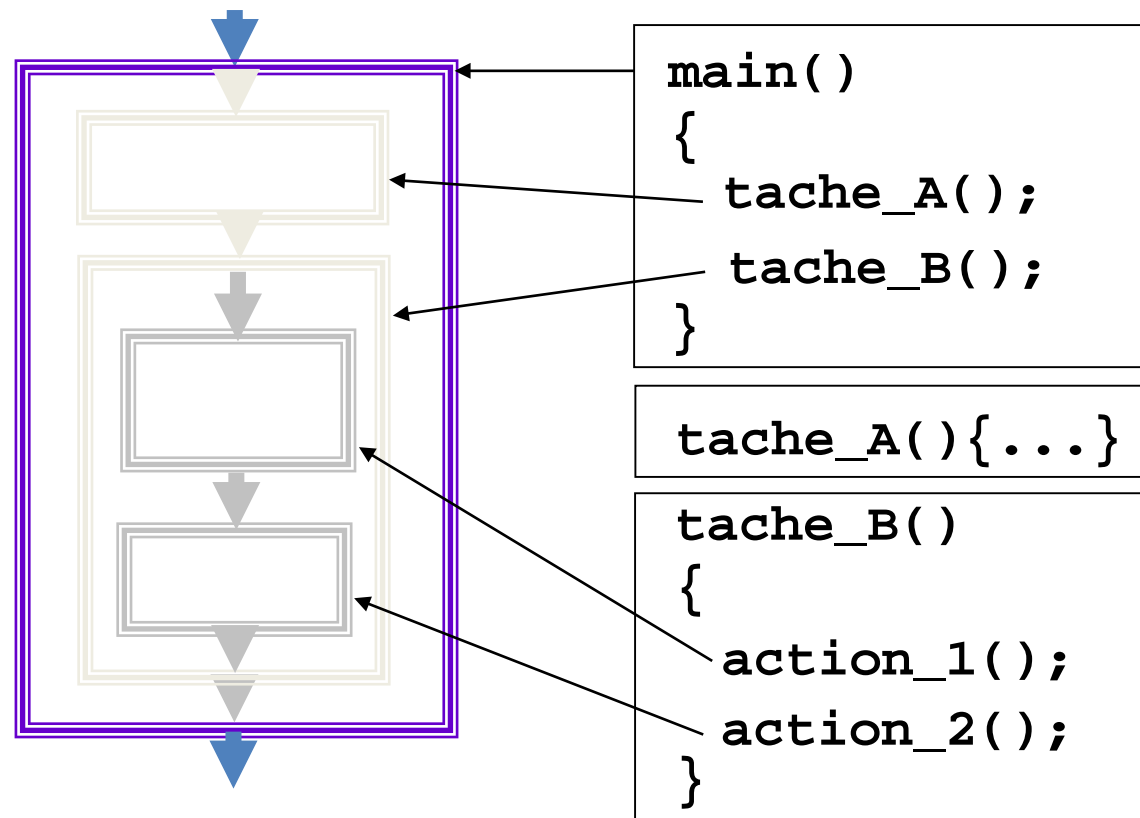 main()
{
tache_A();
tache_B();
}
tache_A(){...}
tache_B()
{
action_1();
action_2();
}